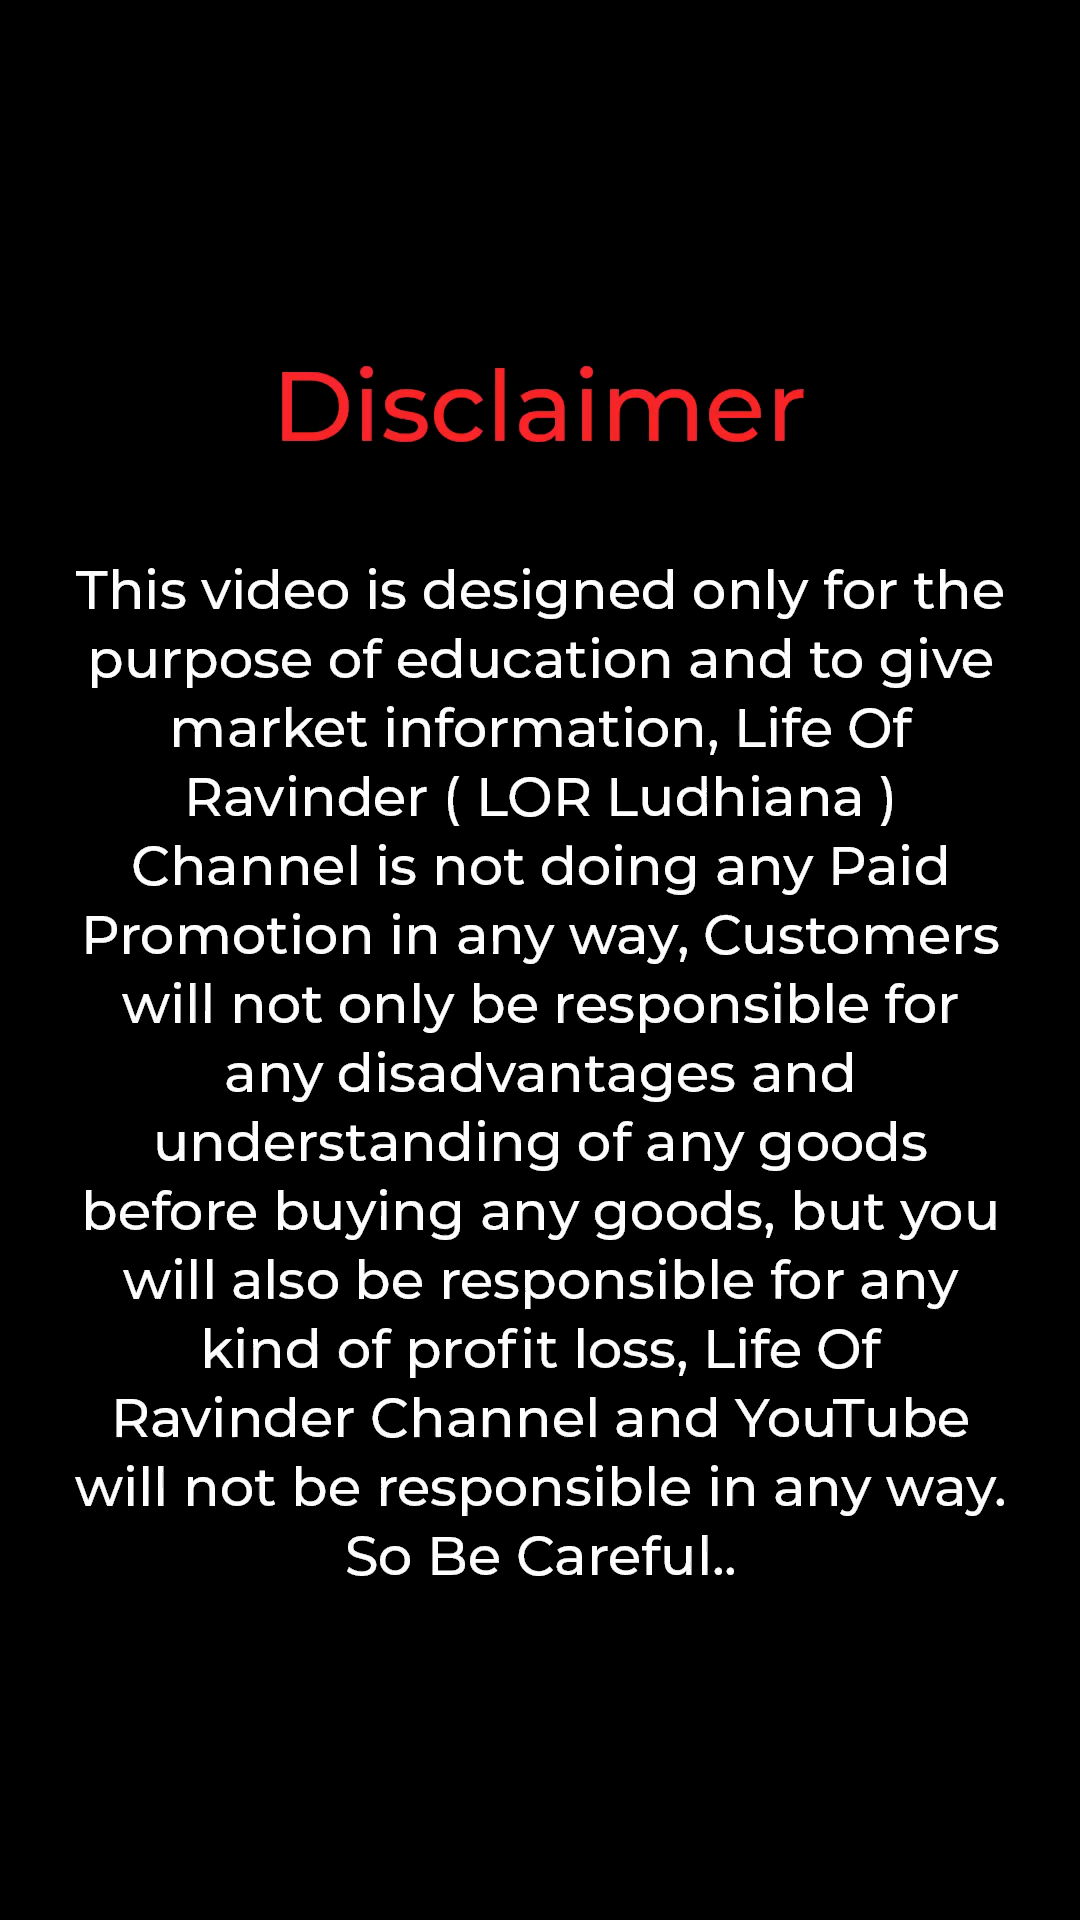 Disclaimer
This video is designed only for the
purpose of education and to give
market information, Life Of
Ravinder ( LOR Ludhiana )
Channel is not doing any Paid
Promotion in any way, Customers
will not only be responsible for
any disadvantages and
understanding of any goods
before buying any goods, but you
will also be responsible for any
kind of profit loss, Life Of
Ravinder Channel and YouTube
will not be responsible in any way.
So Be Careful..